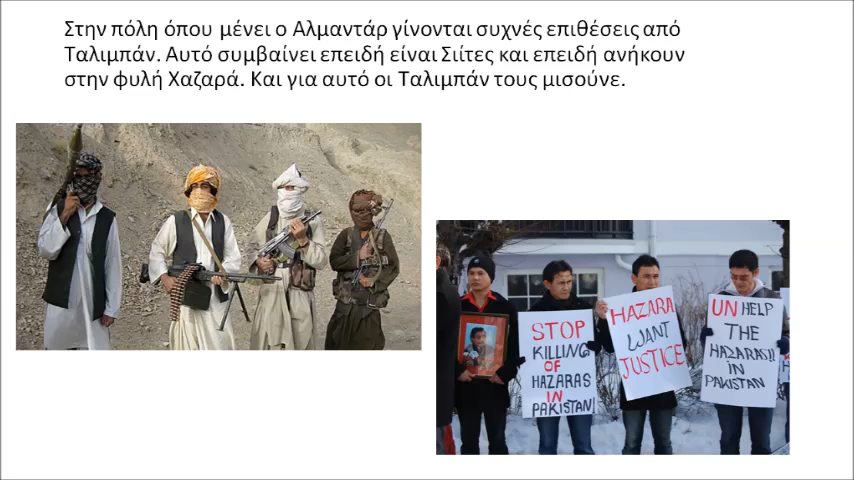 Στην πόλη όπου μένει ο Αλμαντάρ γίνονται συχνές επιθέσεις από
Ταλιμπάν. Αυτό συμβαίνει επειδή είναι Σιίτες και επειδή ανήκουν
στην φυλή Χαζαρά. Και για αυτό οι Ταλιμπάν τους μισούνε.
STOP
KILLING
OF
HAZARAS
IN
PAKISTAN!
HAZARA
WANT
JUSTICE
UN HELP
THE
HAZARAS!!
IN
PAKISTAN